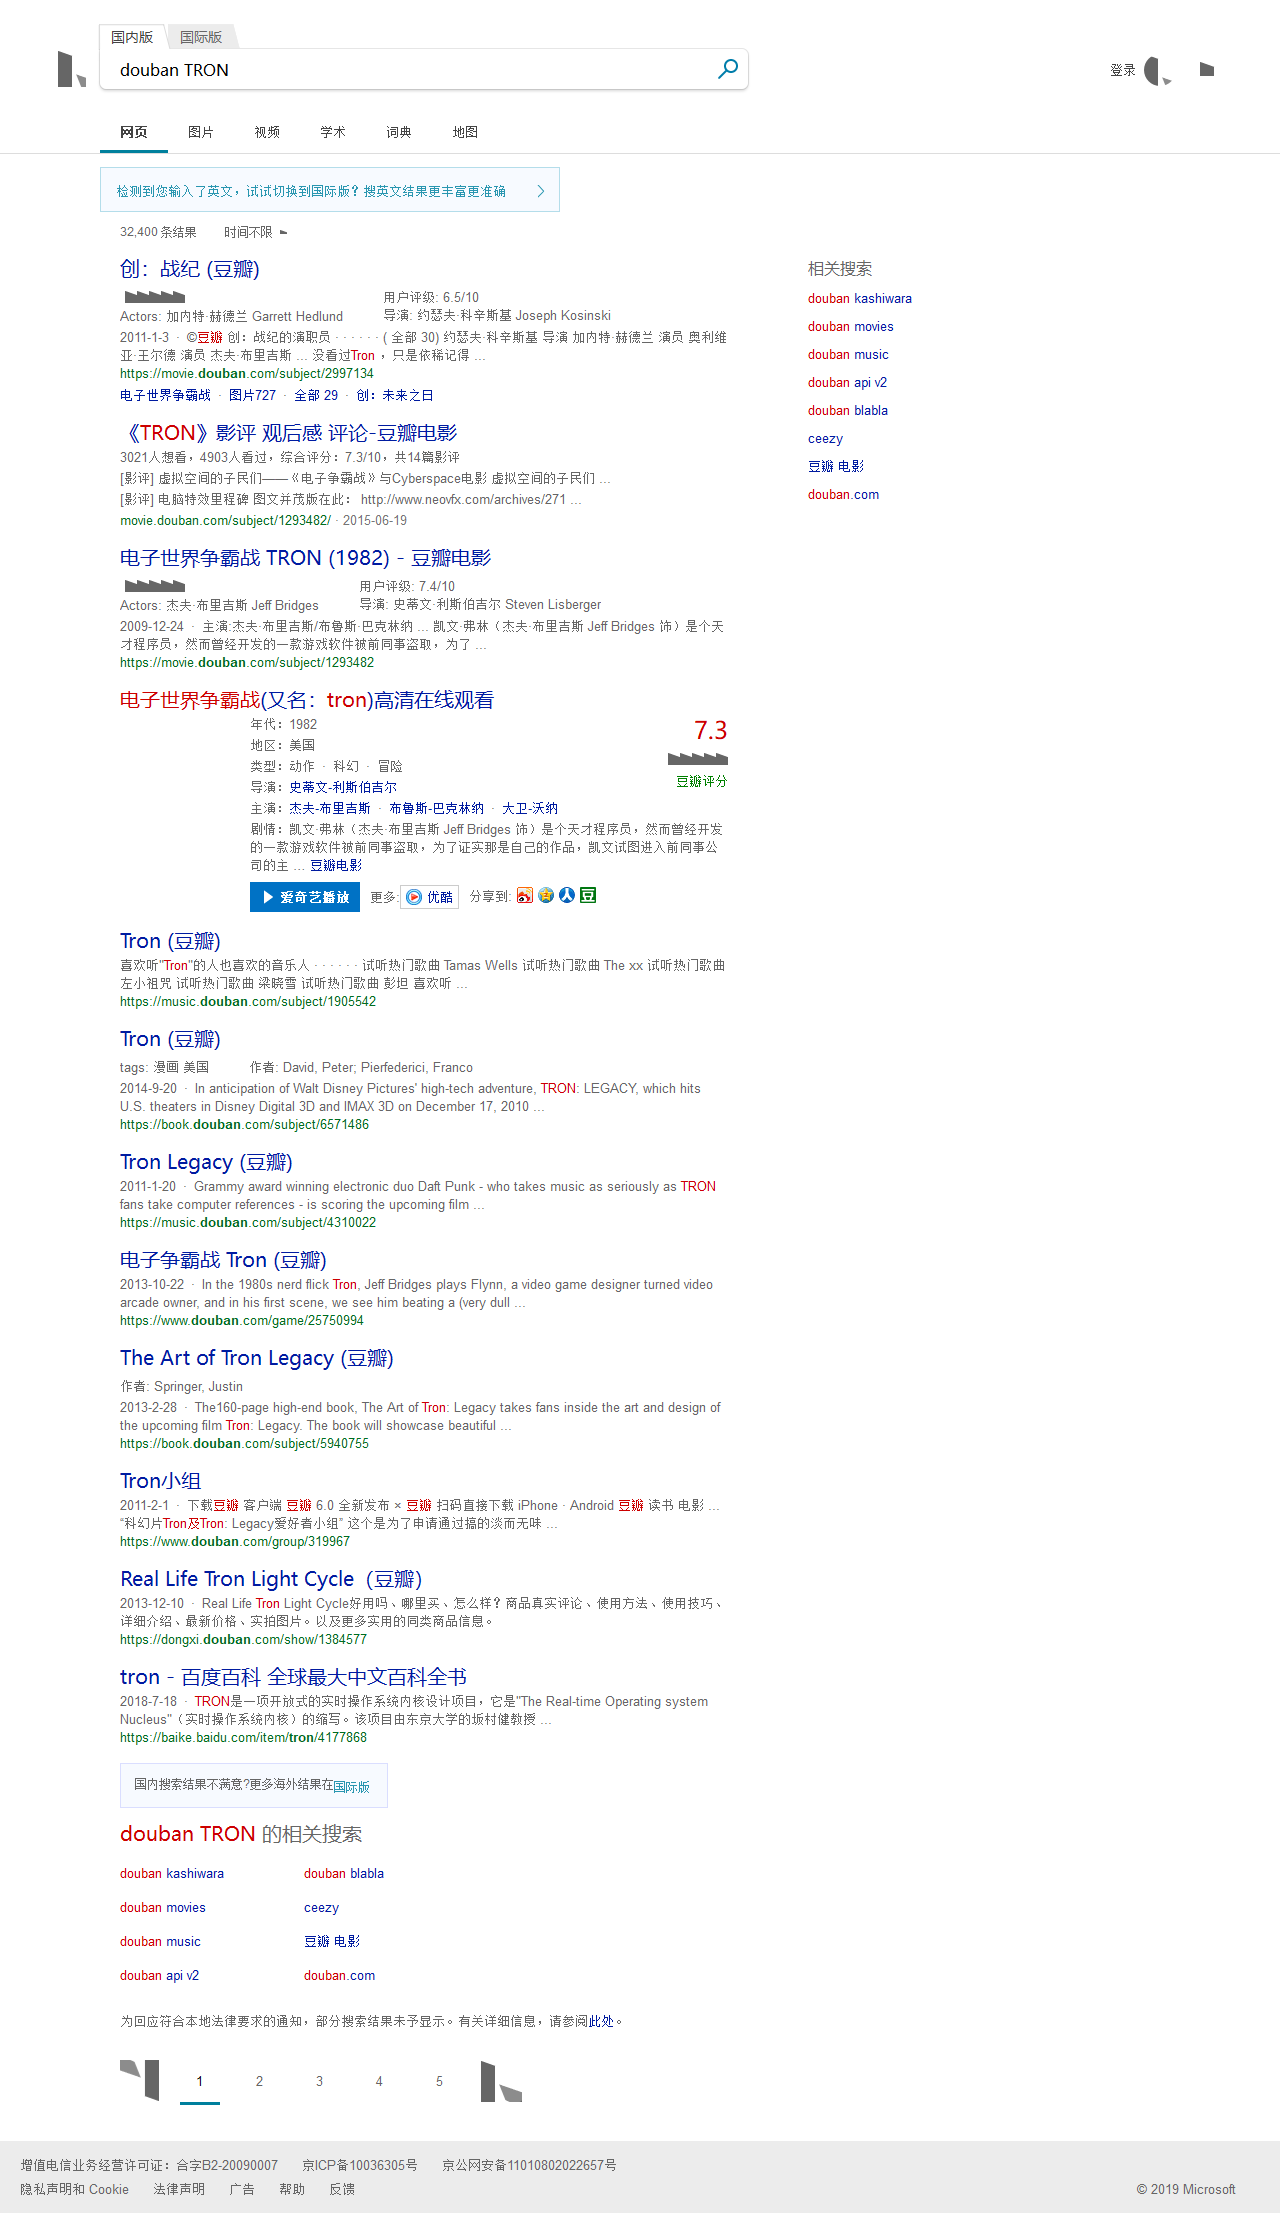 国内版 国际版
douban TRON
登录
网页 图片 视频 学术 词典 地图
检测到您输入了英文，试试切换到国际版？搜英文结果更丰富更准确
32,400 条结果 时间不限
创：战纪 (豆瓣)
用户评级: 6.5/10
Actors: 加内特·赫德兰 Garrett Hedlund 导演: 约瑟夫·科辛斯基 Joseph Kosinski
2011-1-3 · ©豆瓣 创：战纪的演职员 · · · · · · ( 全部 30) 约瑟夫·科辛斯基 导演 加内特·赫德兰 演员 奥利维
亚·王尔德 演员 杰夫·布里吉斯 ... 没看过Tron ，只是依稀记得 ...
https://movie.douban.com/subject/2997134
电子世界争霸战 · 图片727 · 全部 29 · 创：未来之日
《TRON》影评 观后感 评论-豆瓣电影
3021人想看，4903人看过，综合评分：7.3/10，共14篇影评
[影评] 虚拟空间的子民们——《电子争霸战》与Cyberspace电影 虚拟空间的子民们 ...
[影评] 电脑特效里程碑 图文并茂版在此： http://www.neovfx.com/archives/271 ...
movie.douban.com/subject/1293482/ · 2015-06-19
电子世界争霸战 TRON (1982) - 豆瓣电影
用户评级: 7.4/10
Actors: 杰夫·布里吉斯 Jeff Bridges 导演: 史蒂文·利斯伯吉尔 Steven Lisberger
2009-12-24 · 主演:杰夫·布里吉斯/布鲁斯·巴克林纳 ... 凯文·弗林（杰夫·布里吉斯 Jeff Bridges 饰）是个天
才程序员，然而曾经开发的一款游戏软件被前同事盗取，为了 ...
https://movie.douban.com/subject/1293482
电子世界争霸战(又名：tron)高清在线观看
年代：1982
7.3
地区：美国
类型：动作 · 科幻 · 冒险
豆瓣评分
导演：史蒂文-利斯伯吉尔
主演：杰夫-布里吉斯 · 布鲁斯-巴克林纳 · 大卫-沃纳
剧情：凯文·弗林（杰夫·布里吉斯 Jeff Bridges 饰）是个天才程序员，然而曾经开发
的一款游戏软件被前同事盗取，为了证实那是自己的作品，凯文试图进入前同事公
司的主 ... 豆瓣电影
爱奇艺播放 更多: 优酷 分享到: 豆
Tron (豆瓣)
喜欢听"Tron"的人也喜欢的音乐人 · · · · · · 试听热门歌曲 Tamas Wells 试听热门歌曲 The xx 试听热门歌曲
左小祖咒 试听热门歌曲 梁晓雪 试听热门歌曲 彭坦 喜欢听 ...
https://music.douban.com/subject/1905542
Tron (豆瓣)
tags: 漫画 美国 作者: David, Peter; Pierfederici, Franco
2014-9-20 · In anticipation of Walt Disney Pictures' high-tech adventure, TRON: LEGACY, which hits
U.S. theaters in Disney Digital 3D and IMAX 3D on December 17, 2010 ...
https://book.douban.com/subject/6571486
Tron Legacy (豆瓣)
2011-1-20 · Grammy award winning electronic duo Daft Punk - who takes music as seriously as TRON
fans take computer references - is scoring the upcoming film ...
https://music.douban.com/subject/4310022
电子争霸战 Tron (豆瓣)
2013-10-22 · In the 1980s nerd flick Tron, Jeff Bridges plays Flynn, a video game designer turned video
arcade owner, and in his first scene, we see him beating a (very dull ...
https://www.douban.com/game/25750994
The Art of Tron Legacy (豆瓣)
作者: Springer, Justin
2013-2-28 · The160-page high-end book, The Art of Tron: Legacy takes fans inside the art and design of
the upcoming film Tron: Legacy. The book will showcase beautiful ...
https://book.douban.com/subject/5940755
Tron小组
2011-2-1 · 下载豆瓣 客户端 豆瓣 6.0 全新发布 × 豆瓣 扫码直接下载 iPhone · Android 豆瓣 读书 电影 ...
“科幻片Tron及Tron: Legacy爱好者小组” 这个是为了申请通过搞的淡而无味 ...
https://www.douban.com/group/319967
Real Life Tron Light Cycle（豆瓣）
2013-12-10 · Real Life Tron Light Cycle好用吗、哪里买、怎么样？商品真实评论、使用方法、使用技巧、
详细介绍、最新价格、实拍图片。以及更多实用的同类商品信息。
https://dongxi.douban.com/show/1384577
tron - 百度百科 全球最大中文百科全书
2018-7-18 · TRON是一项开放式的实时操作系统内核设计项目，它是"The Real-time Operating system
Nucleus"（实时操作系统内核）的缩写。该项目由东京大学的坂村健教授 ...
https://baike.baidu.com/item/tron/4177868
国内搜索结果不满意?更多海外结果在国际版
douban TRON 的相关搜索
douban kashiwara douban blabla
douban movies ceezy
douban music 豆瓣 电影
douban api v2 douban.com
为回应符合本地法律要求的通知，部分搜索结果未予显示。有关详细信息，请参阅此处。
1 2 3 4 5
相关搜索
douban kashiwara
douban movies
douban music
douban api v2
douban blabla
ceezy
豆瓣 电影
douban.com
增值电信业务经营许可证：合字B2-20090007 京ICP备10036305号 京公网安备11010802022657号
隐私声明和 Cookie 法律声明 广告 帮助 反馈 © 2019 Microsoft